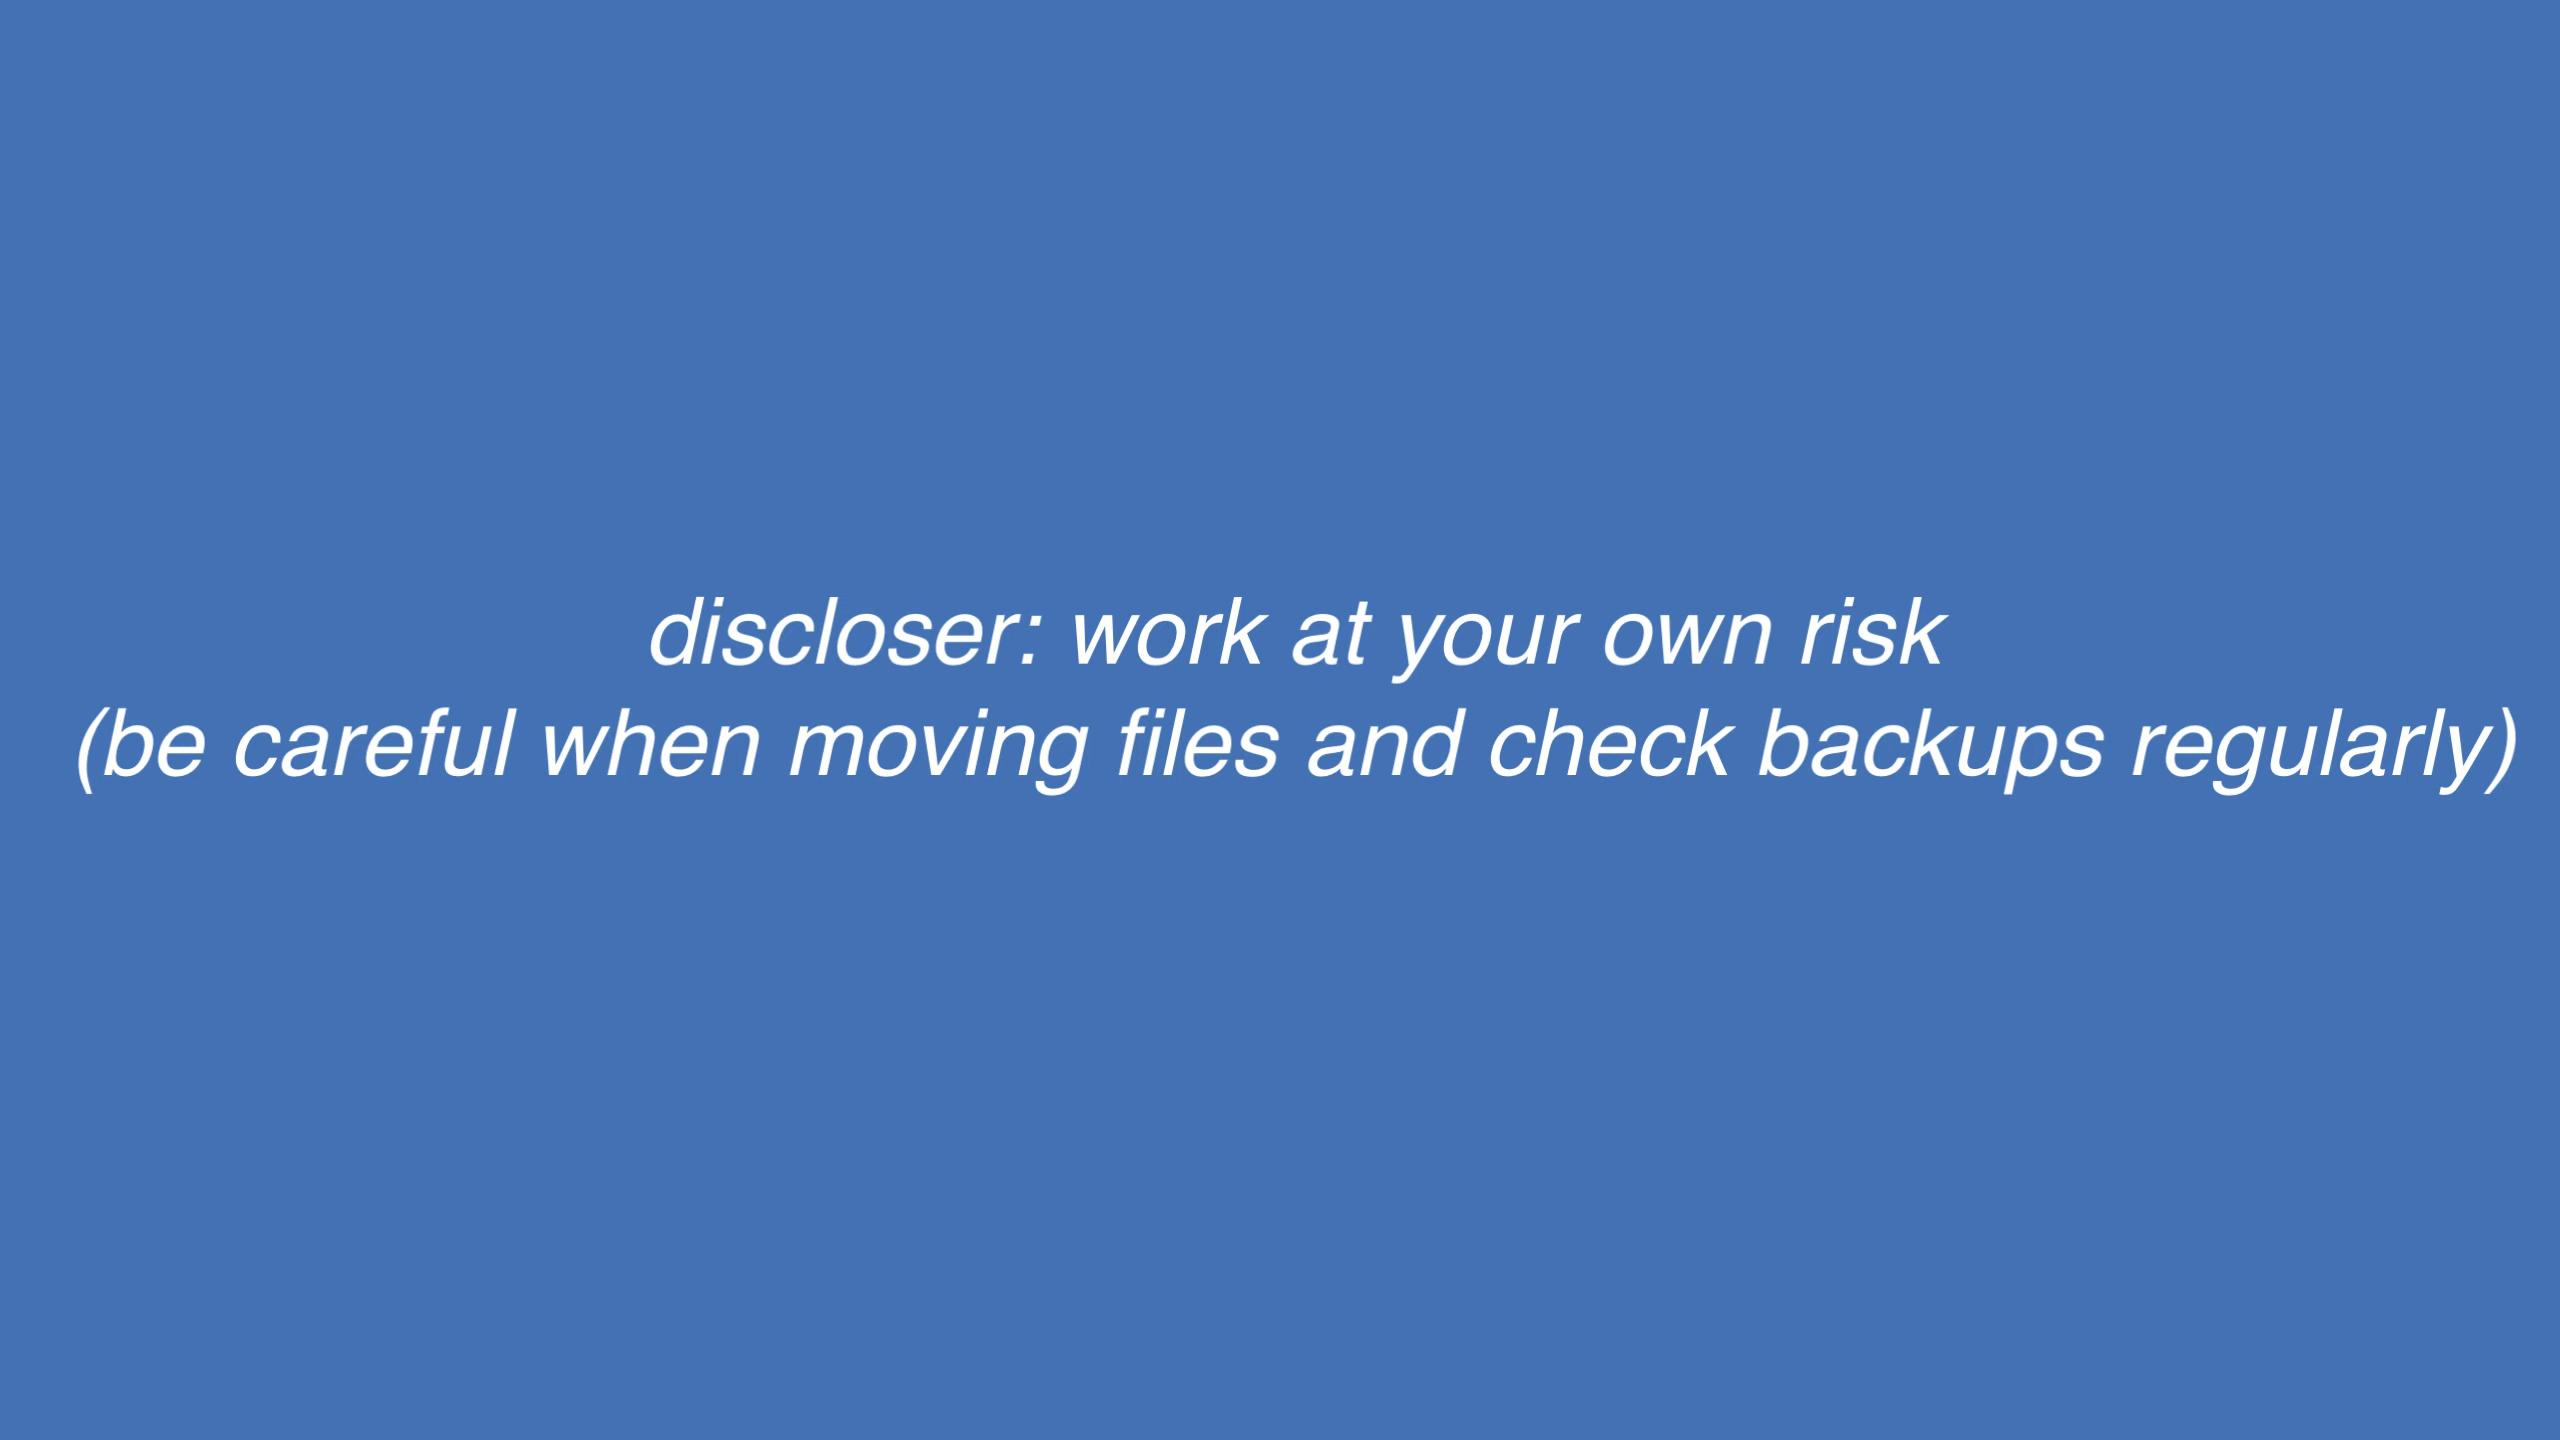 discloser: work at your own risk
(be careful when moving files and check backups regularly)